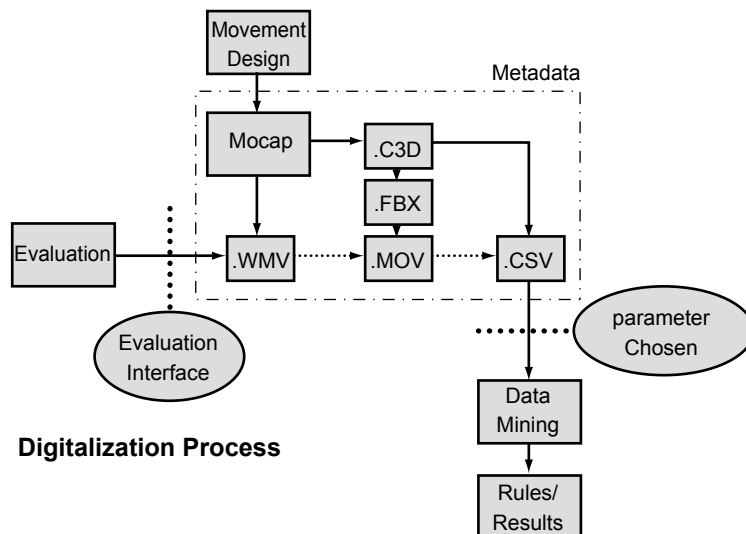 Movement
Design
Metadata
Mocap
.C3D
.FBX
Evaluation
.WMV
.MOV
.CSV
Evaluation
Interface
parameter
Chosen
Data
Mining
Digitalization Process
Rules/
Results